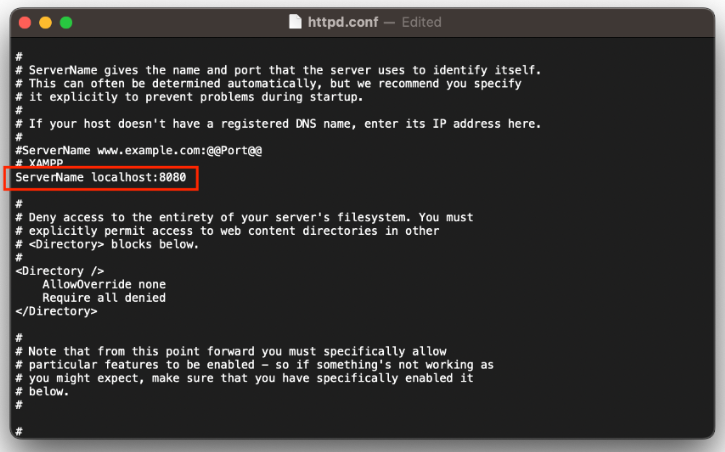 httpd.conf — Edited
#
# ServerName gives the name and port that the server uses to identify itself.
# This can often be determined automatically, but we recommend you specify
# it explicitly to prevent problems during startup.
#
# If your host doesn't have a registered DNS name, enter its IP address here.
#
#ServerName www.example.com:@@Port@@
# XAMPP
ServerName localhost:8080
#
# Deny access to the entirety of your server's filesystem. You must
# explicitly permit access to web content directories in other
# <Directory> blocks below.
#
<Directory />
    AllowOverride none
    Require all denied
</Directory>
#
# Note that from this point forward you must specifically allow
# particular features to be enabled - so if something's not working as
# you might expect, make sure that you have specifically enabled it
# below.
#
#